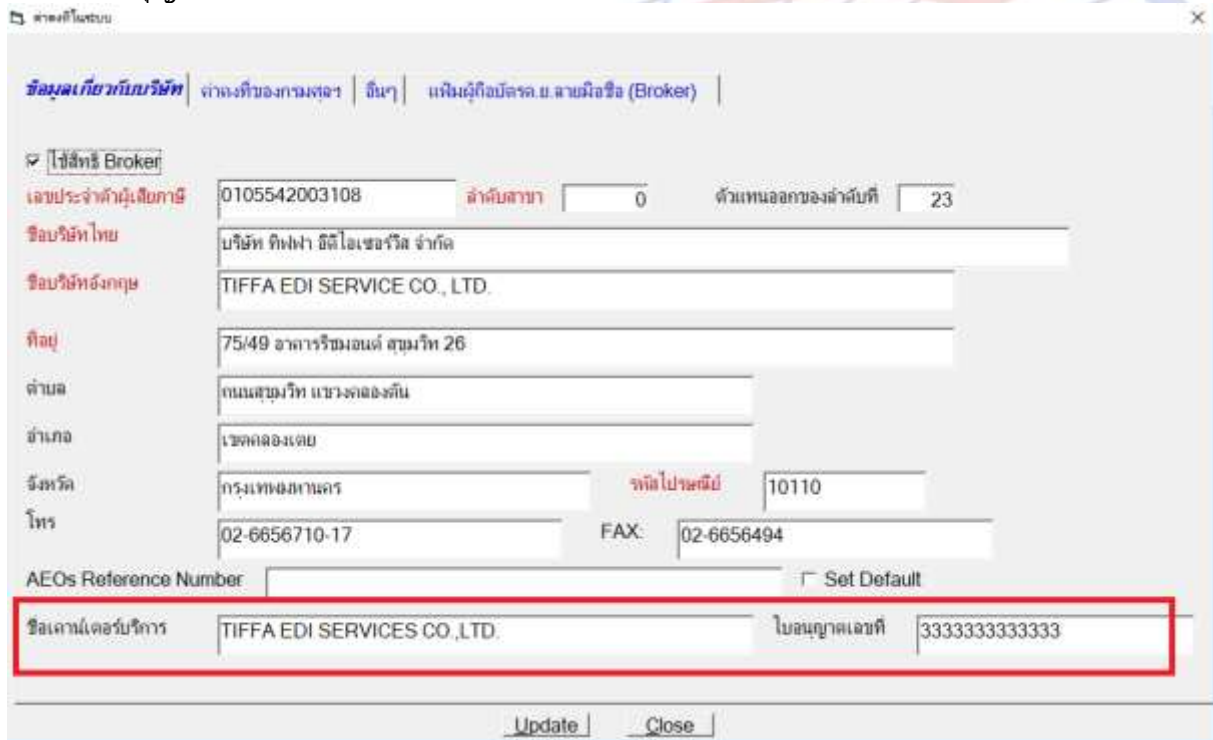 ค่าคงที่ในระบบ
ข้อมูลเกี่ยวกับบริษัท ค่าคงที่ของกรมศุลฯ อื่นๆ แฟ้มผู้ถือบัตรต.ย.ลายมือชื่อ (Broker)
ใช้สิทธิ Broker
เลขประจำตัวผู้เสียภาษี 0105542003108 ลำดับสาขา 0 ตัวแทนออกของลำดับที่ 23
ชื่อบริษัทไทย บริษัท ทิฟฟ่า อีดีไอเซอร์วิส จำกัด
ชื่อบริษัทอังกฤษ TIFFA EDI SERVICE CO., LTD.
ที่อยู่ 75/49 อาคารริชมอนด์ สุขุมวิท 26
ตำบล ถนนสุขุมวิท แขวงคลองตัน
อำเภอ เขตคลองเตย
จังหวัด กรุงเทพมหานคร รหัสไปรษณีย์ 10110
โทร 02-6656710-17 FAX: 02-6656494
AEOs Reference Number Set Default
ชื่อเคาน์เตอร์บริการ TIFFA EDI SERVICES CO.,LTD. ใบอนุญาตเลขที่ 3333333333333
Update Close